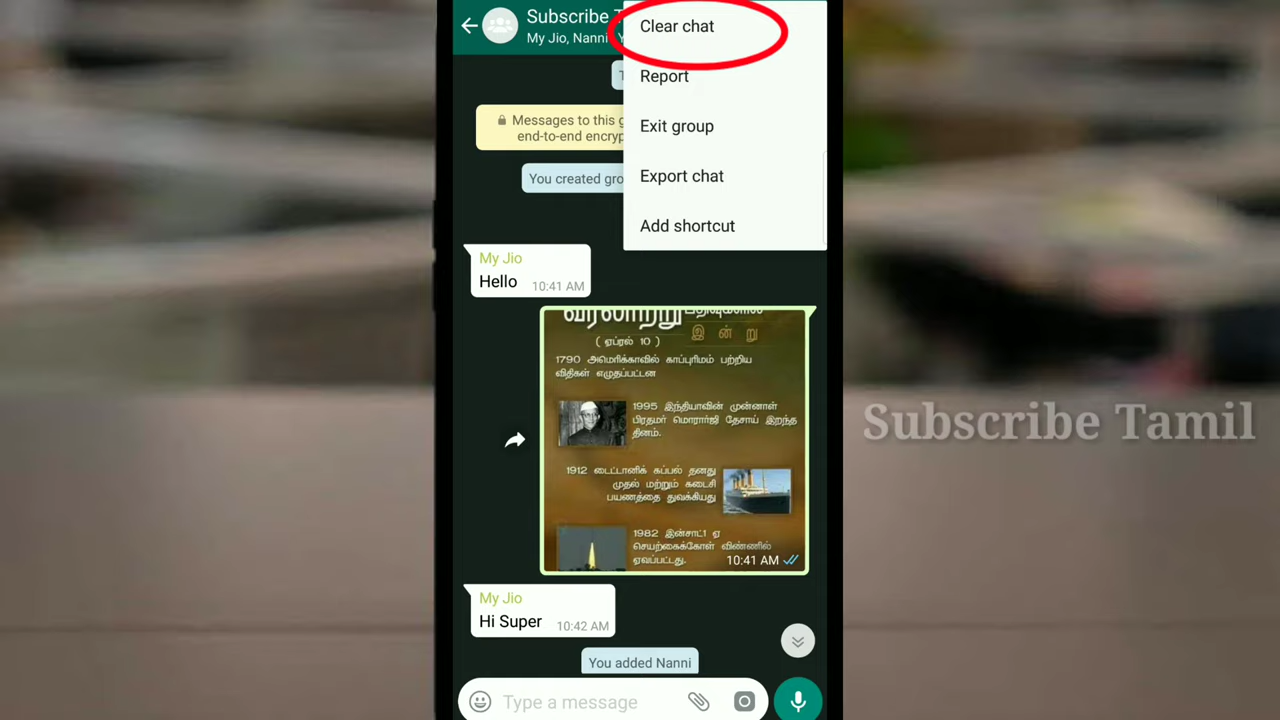 Subscribe
My Jio, Nanni
Clear chat
Report
Exit group
Export chat
Add shortcut
Messages to this
end-to-end
You created
My Jio
Hello
10:41 AM
வரலாற்று பதிவுகளில்
இன்று
( ஏப்ரல் 10 )
1790 அமெரிக்காவில் காப்புரிமம் பற்றிய
விதிகள் எழுதப்பட்டன
1995 இந்தியாவின் முன்னாள்
பிரதமர் மொரார்ஜி தேசாய் இறந்த
தினம்.
1912 டைட்டானிக் கப்பல் தனது
முதல் மற்றும் கடைசி
பயணத்தை துவக்கியது
1982 இன்சாட்1 ஏ
செயற்கைக்கோள் விண்ணில்
ஏவப்பட்டது.
10:41 AM
My Jio
Hi Super
10:42 AM
You added Nanni
Type a message
Subscribe Tamil